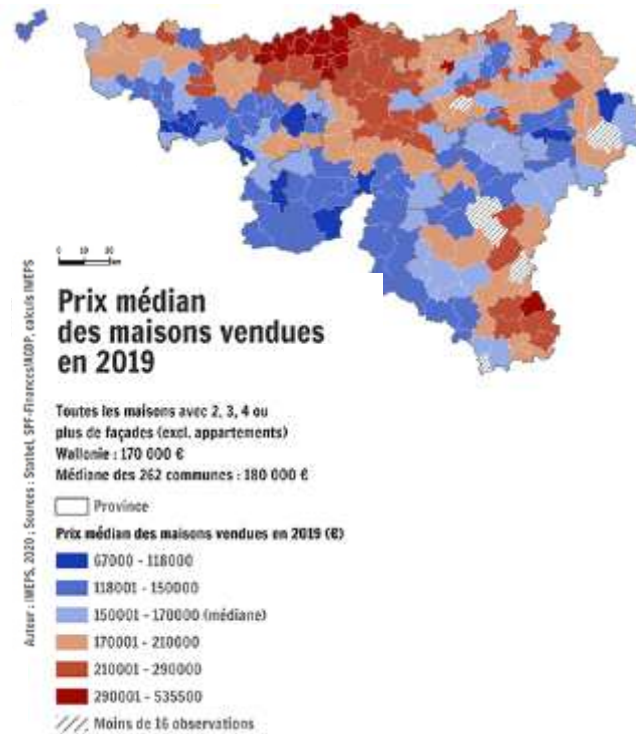 0 10 20
km
Prix médian
des maisons vendues
en 2019
Toutes les maisons avec 2, 3, 4 ou
plus de façades (excl. appartements)
Wallonie : 170 000 €
Médiane des 262 communes : 180 000 €
Province
Prix médian des maisons vendues en 2019 (€)
67000 - 118000
118001 - 150000
150001 - 170000 (médiane)
170001 - 210000
210001 - 290000
290001 - 535500
Moins de 16 observations
Auteur : IWEPS, 2020 ; Sources : Statbel, SPF-Finances/AGDP, calculs IWEPS